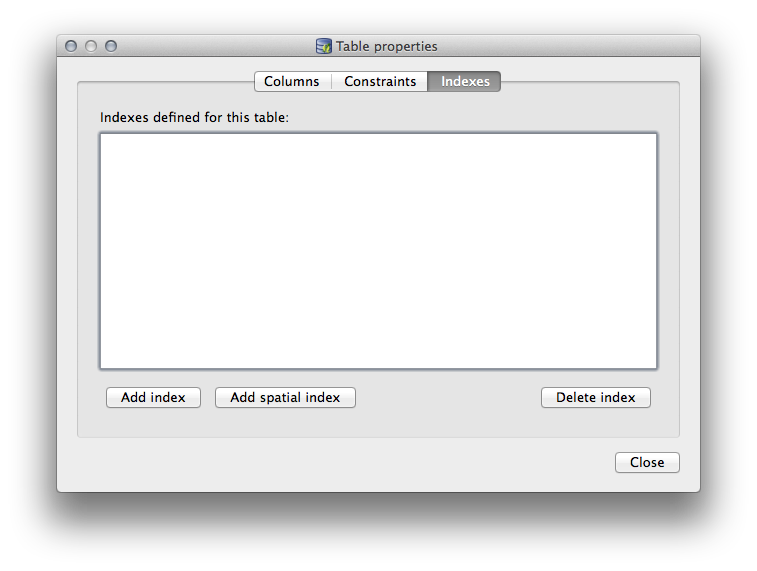 Table properties
Columns Constraints Indexes
Indexes defined for this table:
Add index Add spatial index Delete index
Close